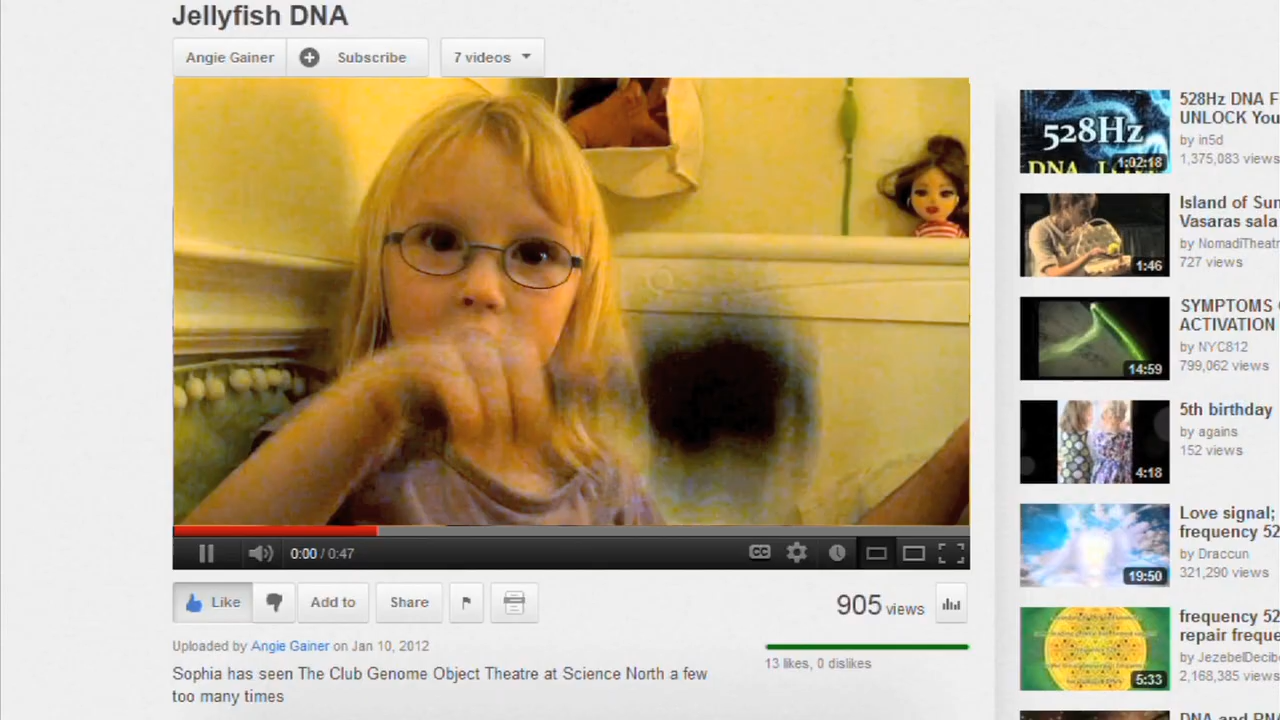 Jellyfish DNA
Angie Gainer
Subscribe
7 videos
0:00 / 0:47
CC
Like
Add to
Share
905 views
Uploaded by Angie Gainer on Jan 10, 2012
13 likes, 0 dislikes
Sophia has seen The Club Genome Object Theatre at Science North a few
too many times
528Hz
1:02:18
528Hz DNA F
UNLOCK You
by in5d
1,375,083 views
1:46
Island of Sun
Vasaras sala
by NomadiTheatr
727 views
14:59
SYMPTOMS
ACTIVATION
by NYC812
799,062 views
4:18
5th birthday
by agains
152 views
19:50
Love signal;
frequency 52
by Draccun
321,290 views
5:33
frequency 52
repair freque
by JezebelDecibe
2,168,385 views
DNA and RNA